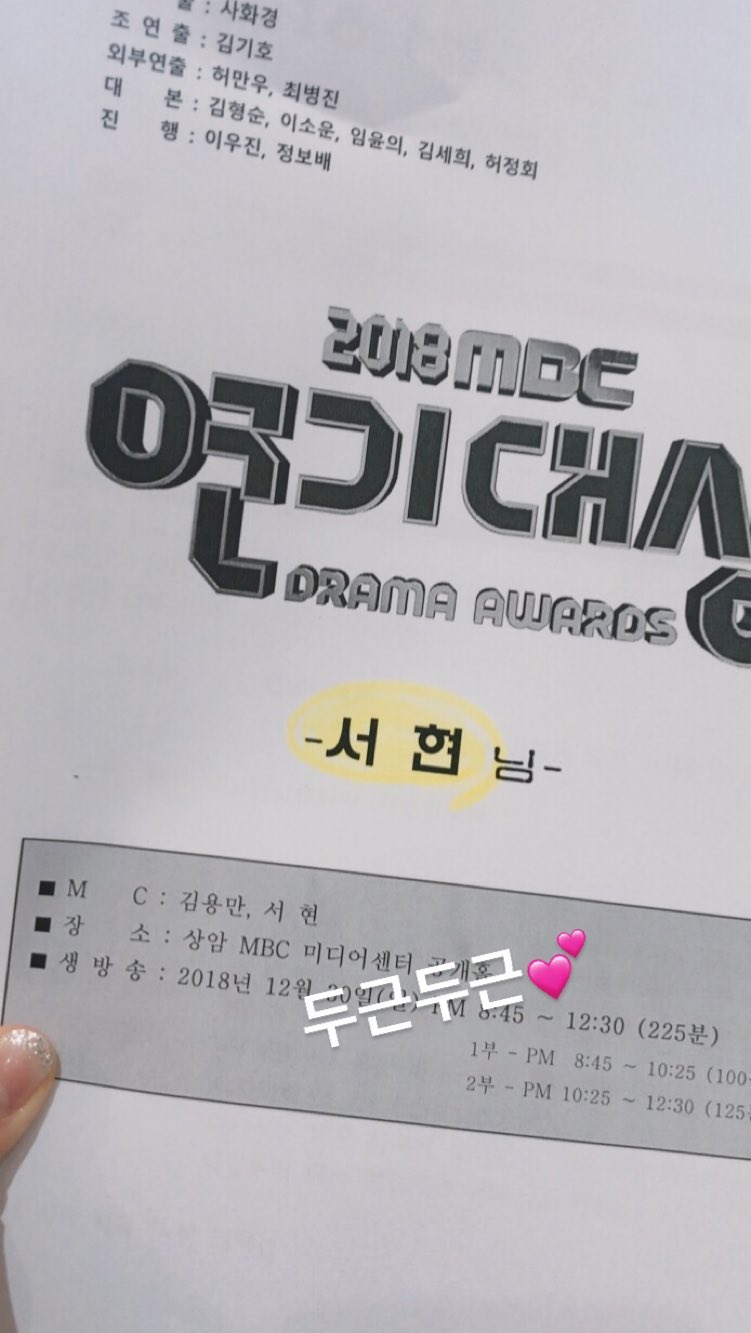 출 : 사화경
조 연 출 : 김기호
외부연출 : 허만우, 최병진
대 본 : 김형순, 이소운, 임윤의, 김세희, 허정회
진 행 : 이우진, 정보배
2018 MBC
연기대상
DRAMA AWARDS
-서 현 님-
■ M C : 김용만, 서 현
■ 장 소 : 상암 MBC 미디어센터 공개홀
■ 생 방 송 : 2018년 12월 30일(일) PM 8:45 ~ 12:30 (225분)
두근두근💕
1부 - PM 8:45 ~ 10:25 (100
2부 - PM 10:25 ~ 12:30 (125분